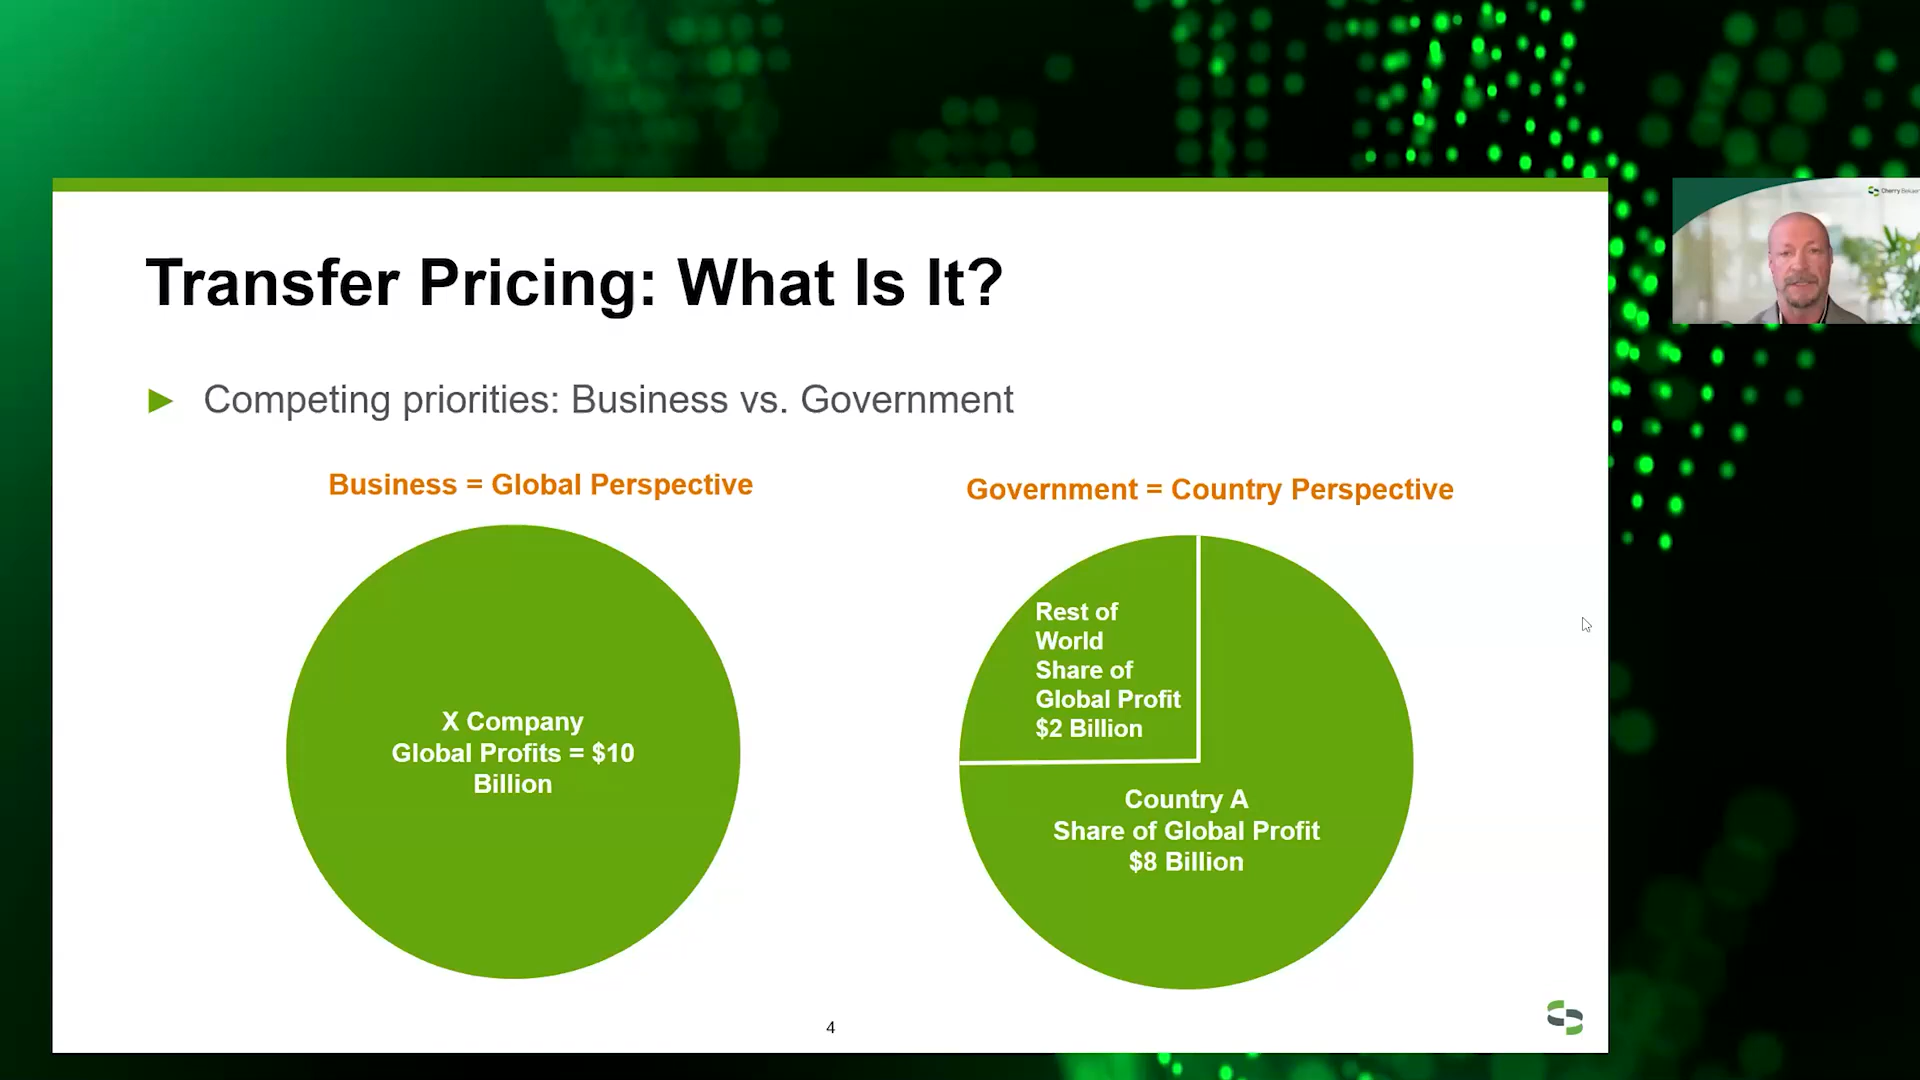 Transfer Pricing: What Is It?
Competing priorities: Business vs. Government
Business = Global Perspective
X Company
Global Profits = $10
Billion
Government = Country Perspective
Rest of
World
Share of
Global Profit
$2 Billion
Country A
Share of Global Profit
$8 Billion
4
Cherry